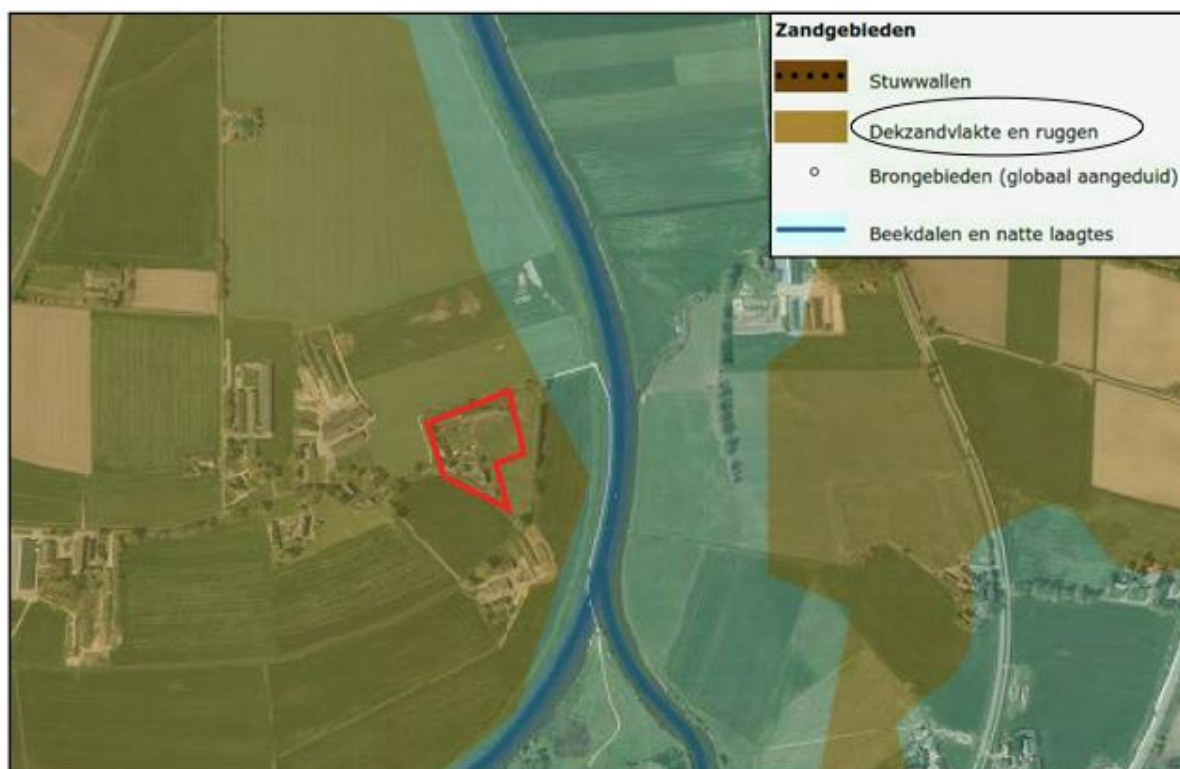 Zandgebieden
Stuwwallen
Dekzandvlakte en ruggen
Brongebieden (globaal aangeduid)
Beekdalen en natte laagtes